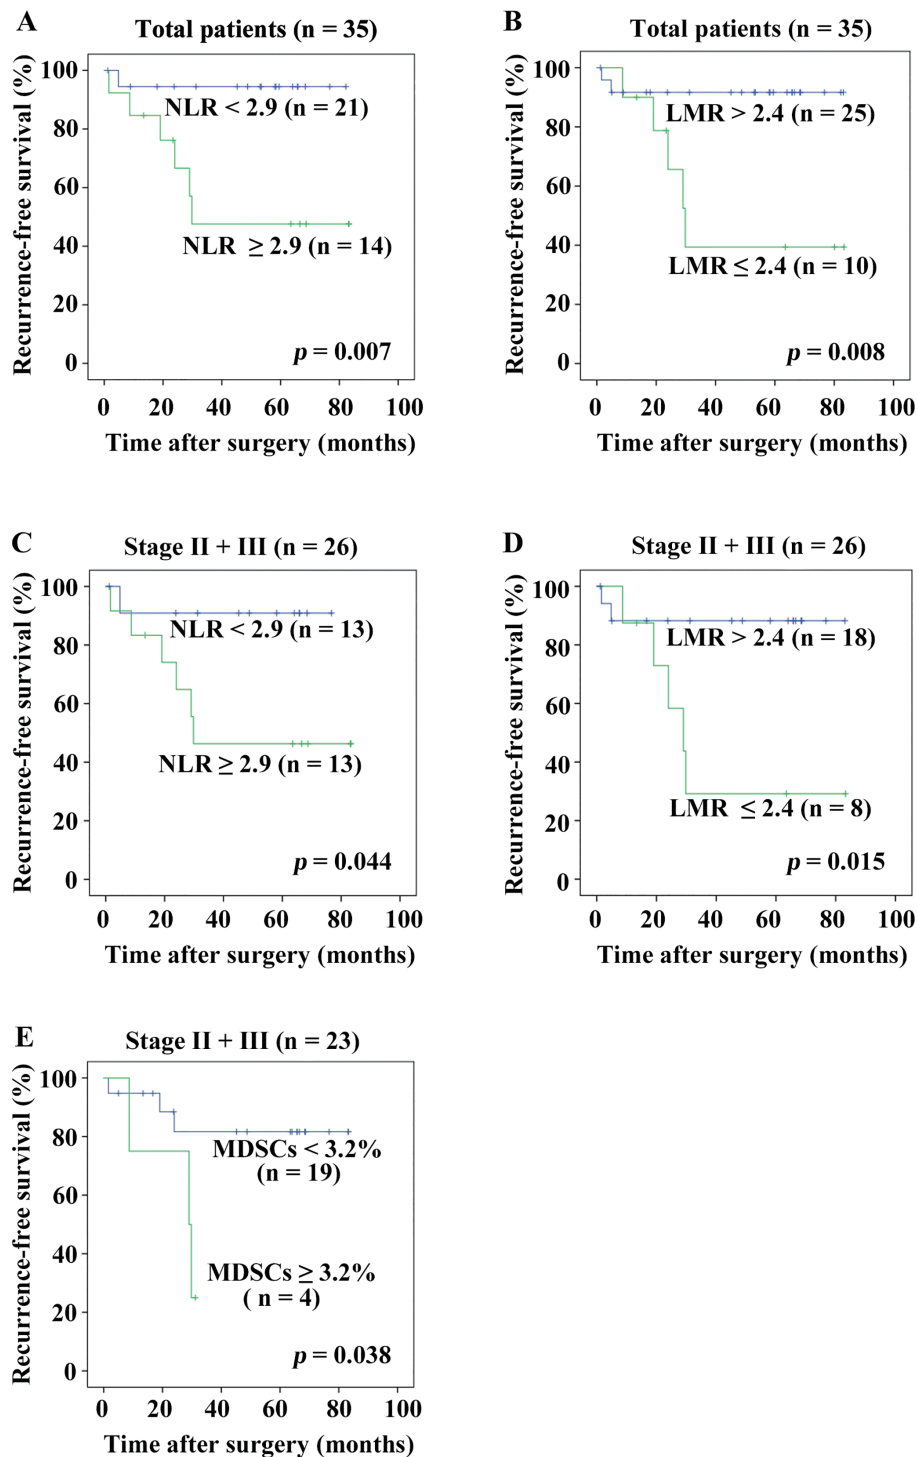 A
Total patients (n = 35)
Recurrence-free survival (%)
100
80
60
40
20
0
NLR < 2.9 (n = 21)
NLR ≥ 2.9 (n = 14)
p = 0.007
0 20 40 60 80 100
Time after surgery (months)
B
Total patients (n = 35)
Recurrence-free survival (%)
100
80
60
40
20
0
LMR > 2.4 (n = 25)
LMR ≤ 2.4 (n = 10)
p = 0.008
0 20 40 60 80 100
Time after surgery (months)
C
Stage II + III (n = 26)
Recurrence-free survival (%)
100
80
60
40
20
0
NLR < 2.9 (n = 13)
NLR ≥ 2.9 (n = 13)
p = 0.044
0 20 40 60 80 100
Time after surgery (months)
D
Stage II + III (n = 26)
Recurrence-free survival (%)
100
80
60
40
20
0
LMR > 2.4 (n = 18)
LMR ≤ 2.4 (n = 8)
p = 0.015
0 20 40 60 80 100
Time after surgery (months)
E
Stage II + III (n = 23)
Recurrence-free survival (%)
100
80
60
40
20
0
MDSCs < 3.2%
(n = 19)
MDSCs ≥ 3.2%
( n = 4)
p = 0.038
0 20 40 60 80 100
Time after surgery (months)